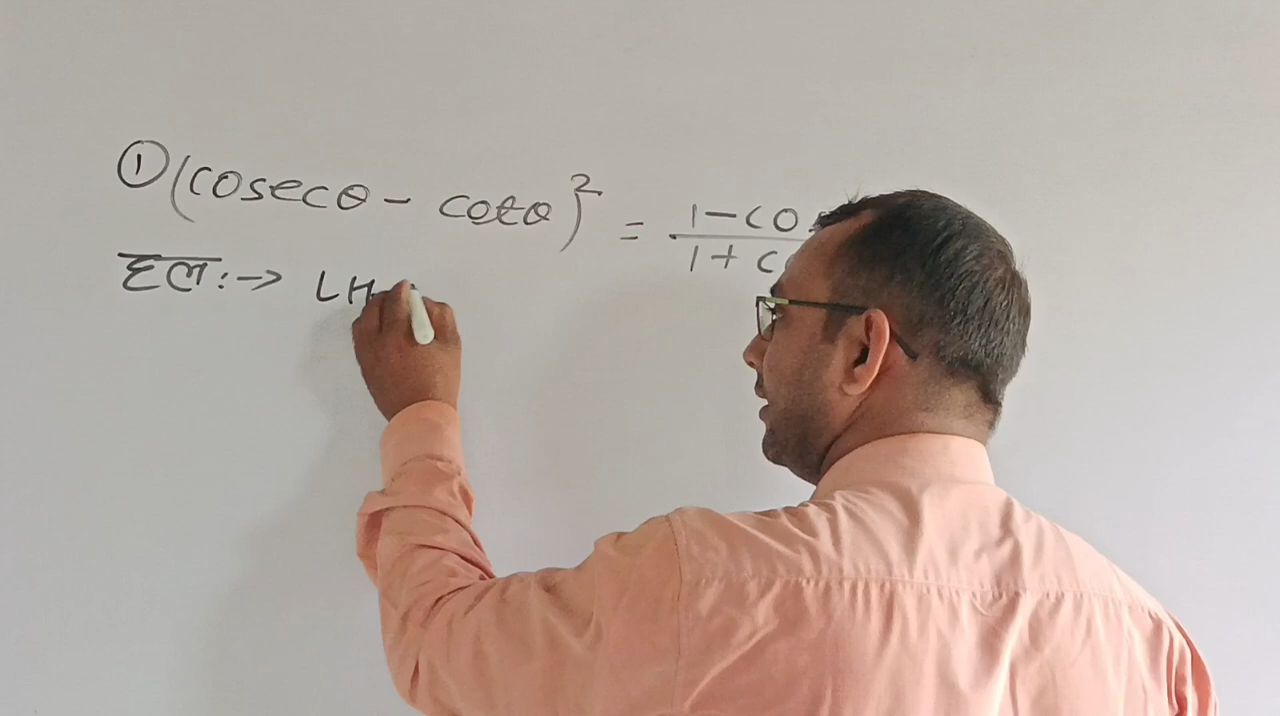 ① (cosecθ - cotθ)² = 1-co / 1+c
हल :→ LH